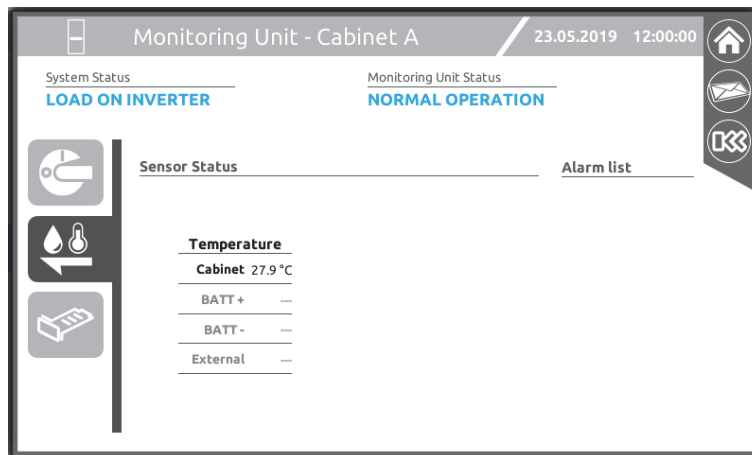 Monitoring Unit - Cabinet A 23.05.2019 12:00:00
System Status Monitoring Unit Status
LOAD ON INVERTER NORMAL OPERATION
Sensor Status Alarm list
Temperature
Cabinet 27.9 °C
BATT + ---
BATT - ---
External ---